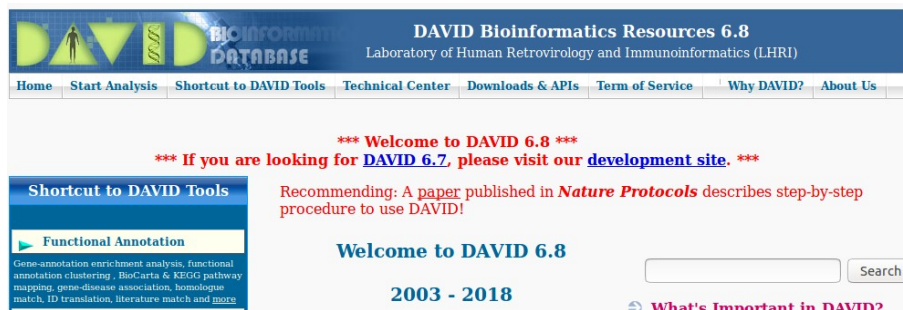 DAVID BIOINFORMATICS DATABASE
DAVID Bioinformatics Resources 6.8
Laboratory of Human Retrovirology and Immunoinformatics (LHRI)
Home Start Analysis Shortcut to DAVID Tools Technical Center Downloads & APIs Term of Service Why DAVID? About Us
*** Welcome to DAVID 6.8 ***
*** If you are looking for DAVID 6.7, please visit our development site. ***
Shortcut to DAVID Tools
Functional Annotation
Gene-annotation enrichment analysis, functional
annotation clustering , BioCarta & KEGG pathway
mapping, gene-disease association, homologue
match, ID translation, literature match and more
Recommending: A paper published in Nature Protocols describes step-by-step
procedure to use DAVID!
Welcome to DAVID 6.8
2003 - 2018
Search
What's Important in DAVID?